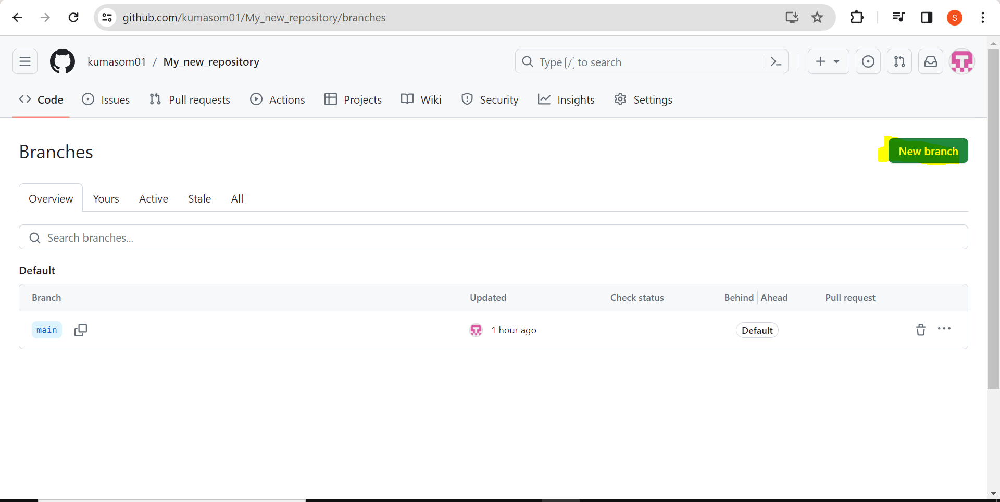 github.com/kumasom01/My_new_repository/branches
S
kumasom01 / My_new_repository
Type / to search
Code Issues Pull requests Actions Projects Wiki Security Insights Settings
Branches
New branch
Overview Yours Active Stale All
Search branches...
Default
Branch Updated Check status Behind Ahead Pull request
main 1 hour ago Default